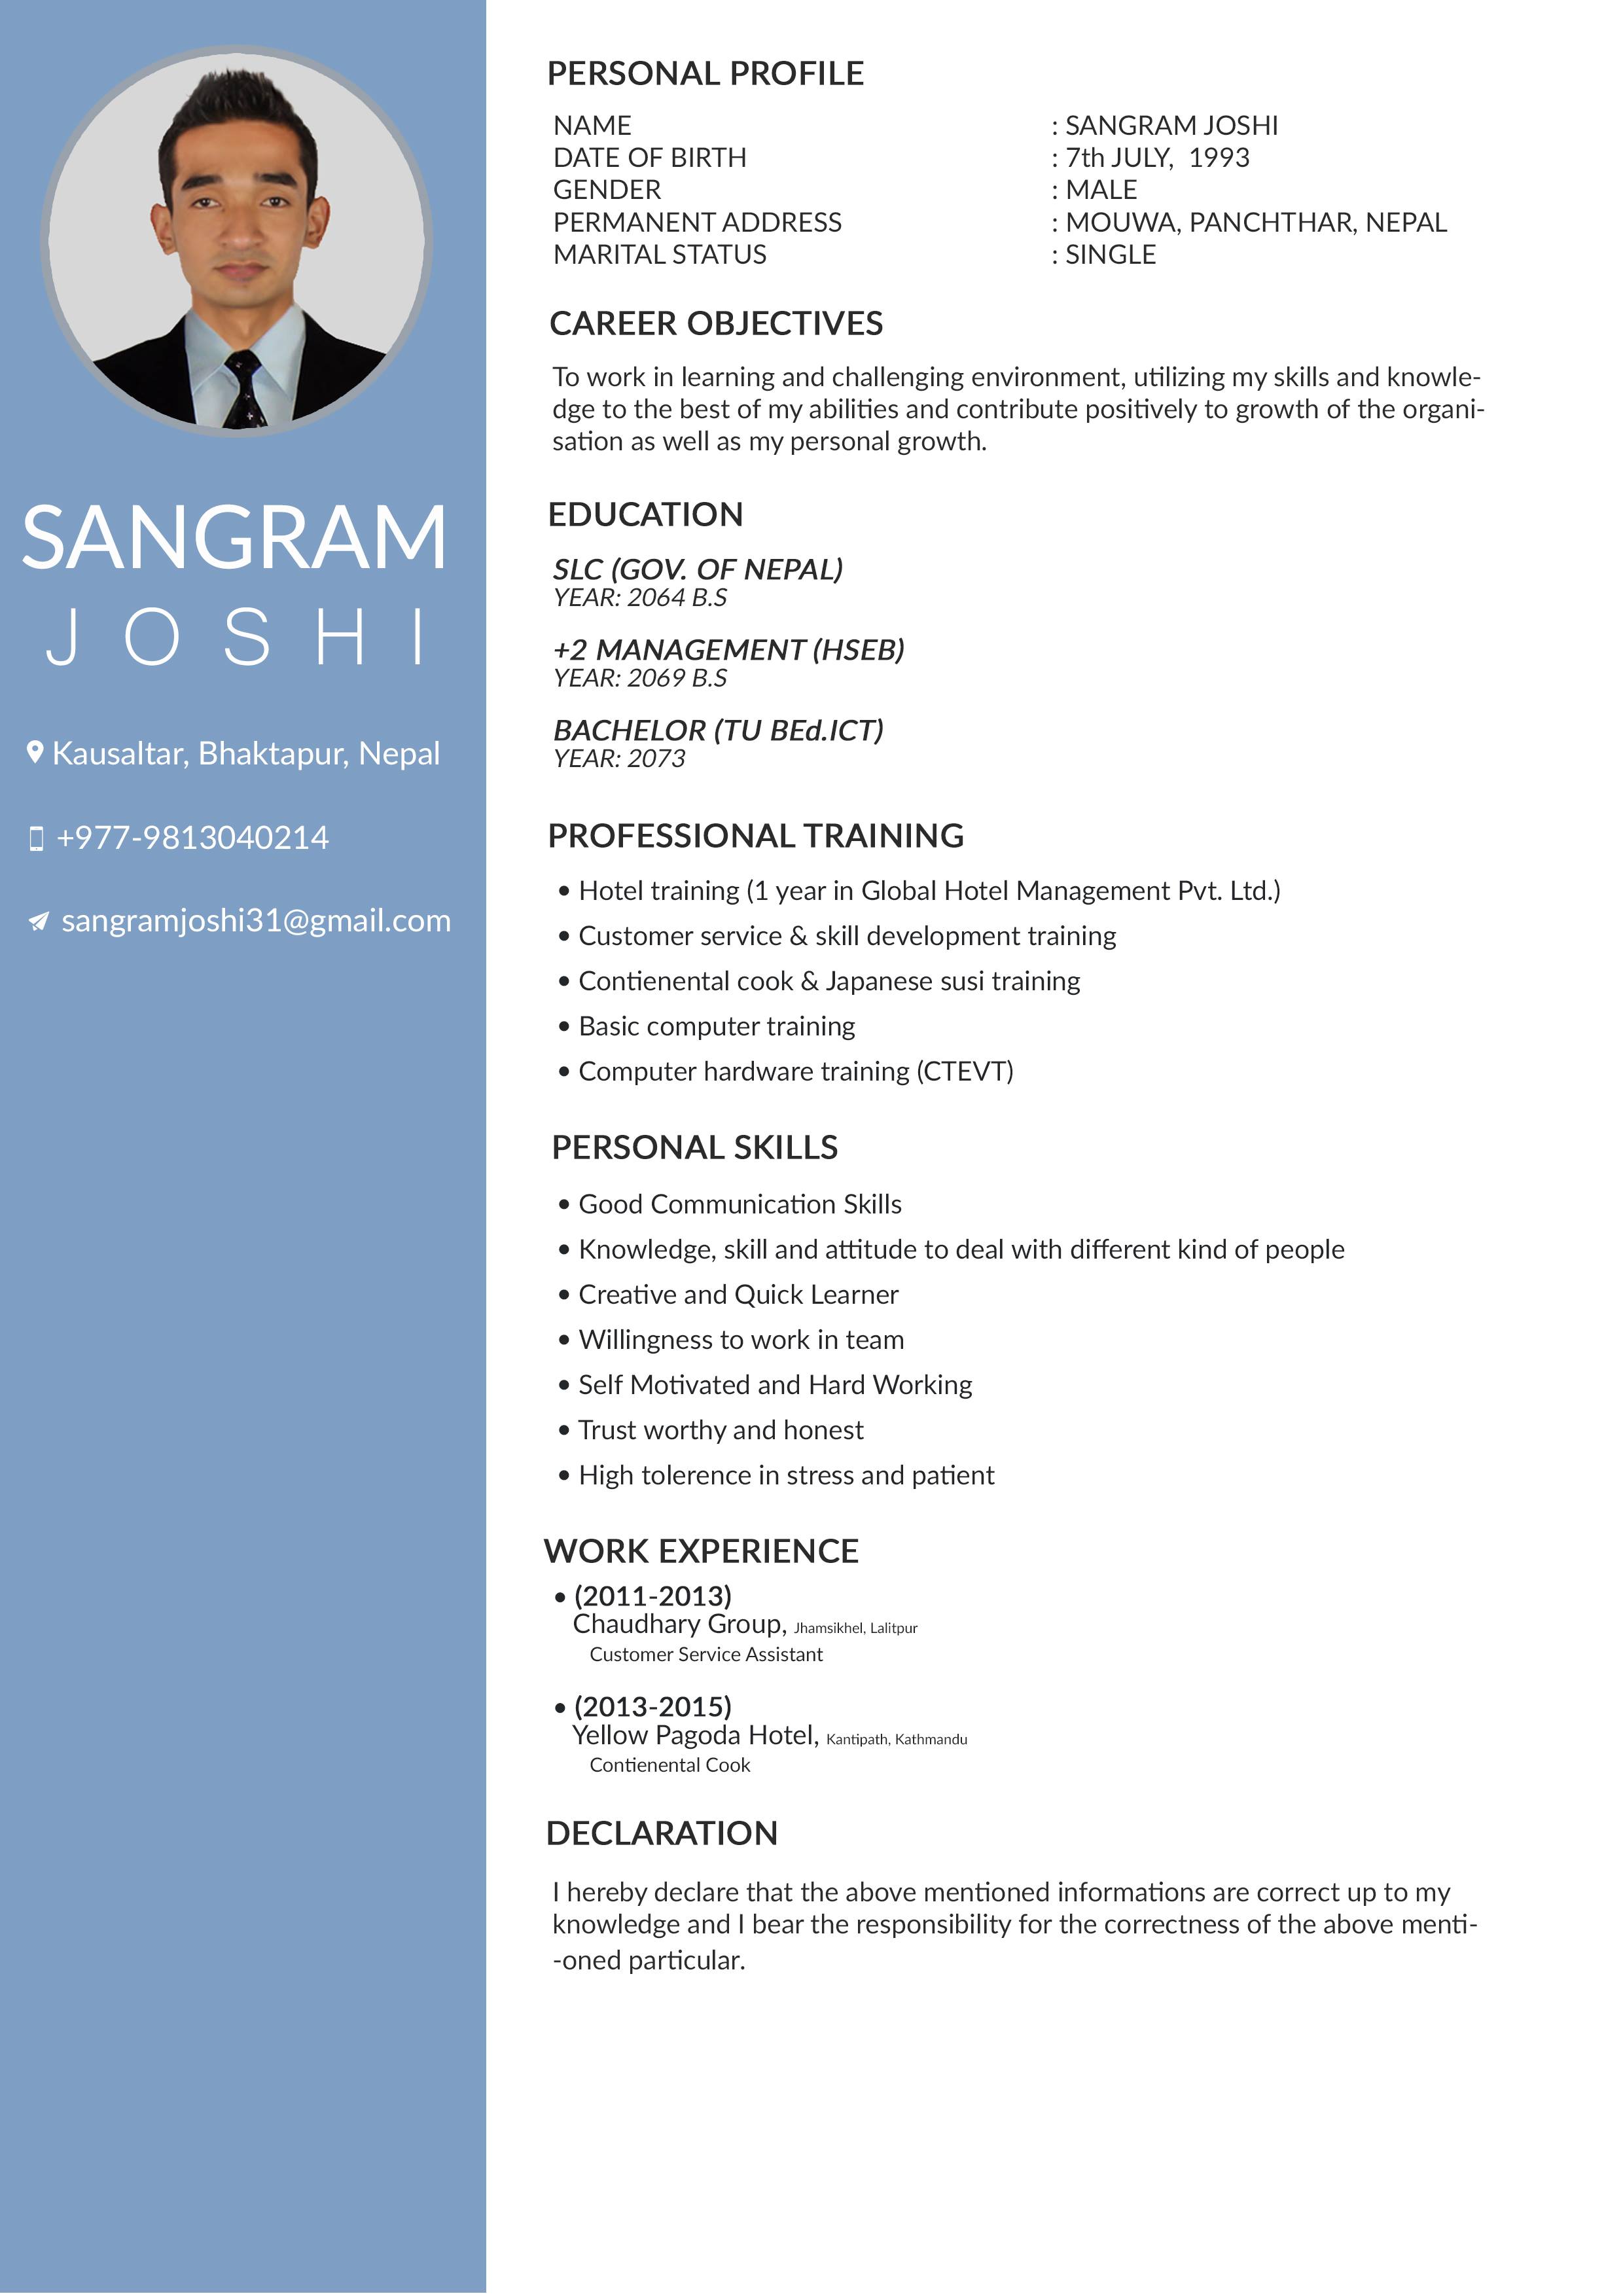 SANGRAM
JOSHI
Kausaltar, Bhaktapur, Nepal
+977-9813040214
sangramjoshi31@gmail.com
PERSONAL PROFILE
NAME : SANGRAM JOSHI
DATE OF BIRTH : 7th JULY, 1993
GENDER : MALE
PERMANENT ADDRESS : MOUWA, PANCHTHAR, NEPAL
MARITAL STATUS : SINGLE
CAREER OBJECTIVES
To work in learning and challenging environment, utilizing my skills and knowle-
dge to the best of my abilities and contribute positively to growth of the organi-
sation as well as my personal growth.
EDUCATION
SLC (GOV. OF NEPAL)
YEAR: 2064 B.S
+2 MANAGEMENT (HSEB)
YEAR: 2069 B.S
BACHELOR (TU BEd.ICT)
YEAR: 2073
PROFESSIONAL TRAINING
• Hotel training (1 year in Global Hotel Management Pvt. Ltd.)
• Customer service & skill development training
• Contienental cook & Japanese susi training
• Basic computer training
• Computer hardware training (CTEVT)
PERSONAL SKILLS
• Good Communication Skills
• Knowledge, skill and attitude to deal with different kind of people
• Creative and Quick Learner
• Willingness to work in team
• Self Motivated and Hard Working
• Trust worthy and honest
• High tolerence in stress and patient
WORK EXPERIENCE
• (2011-2013)
Chaudhary Group, Jhamsikhel, Lalitpur
Customer Service Assistant
• (2013-2015)
Yellow Pagoda Hotel, Kantipath, Kathmandu
Contienental Cook
DECLARATION
I hereby declare that the above mentioned informations are correct up to my
knowledge and I bear the responsibility for the correctness of the above menti-
-oned particular.